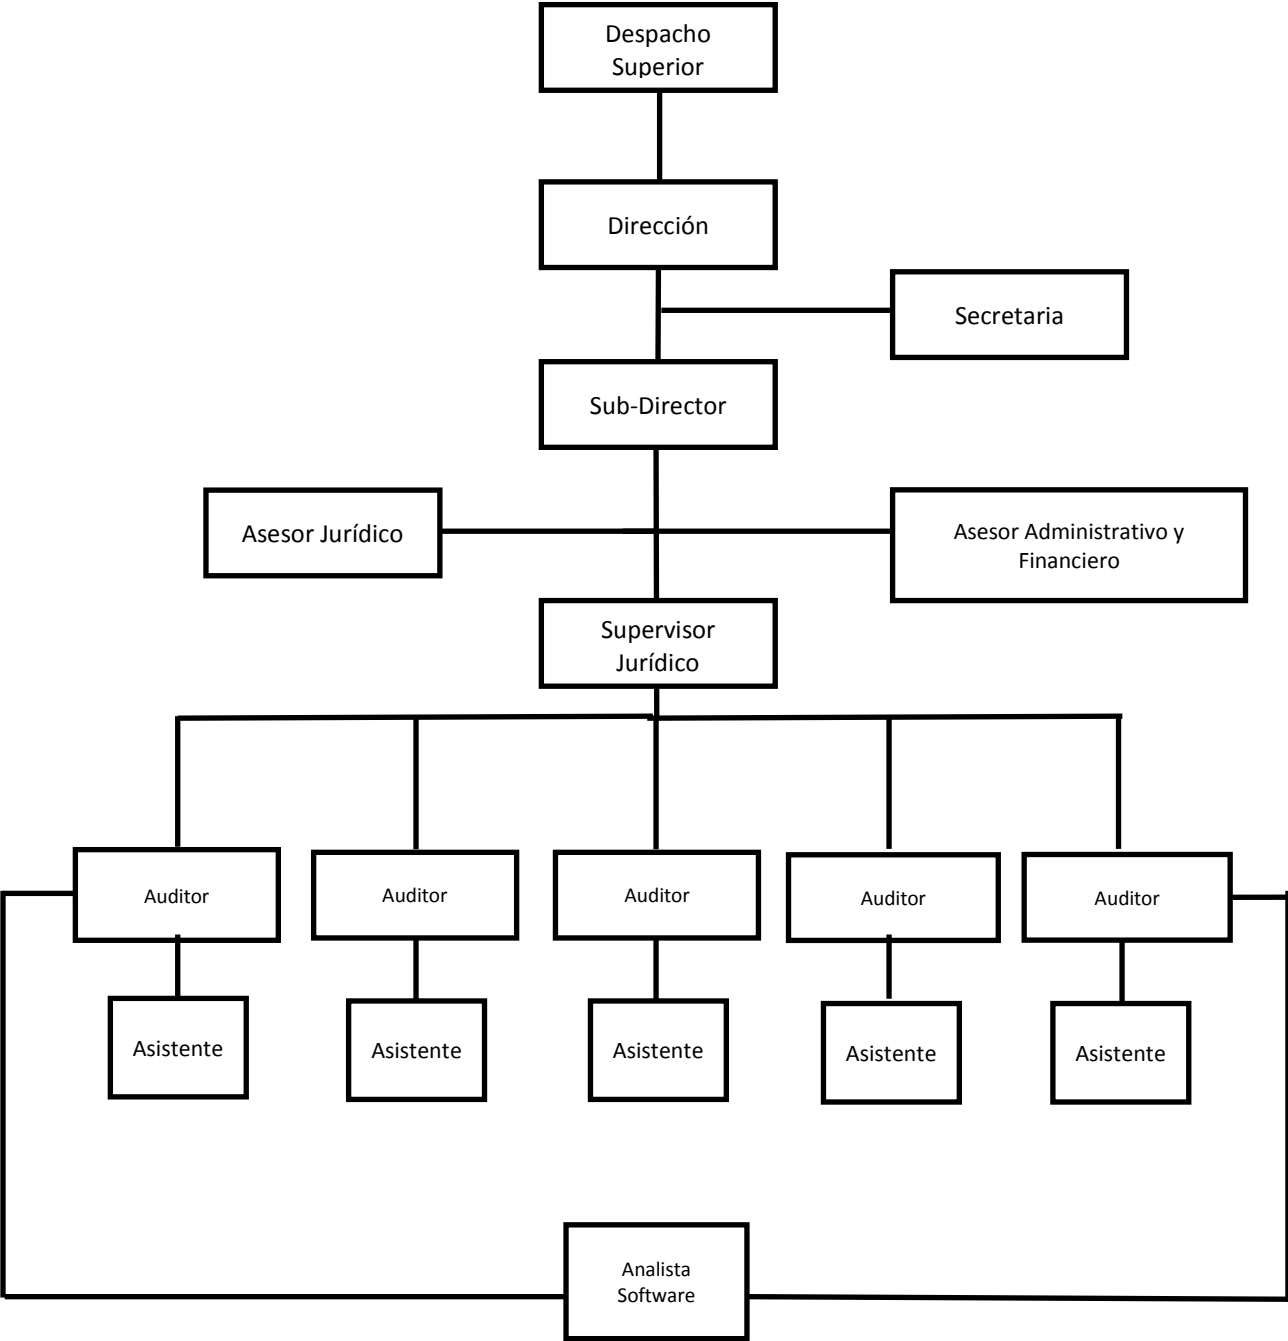 Despacho
Superior
Dirección
Secretaria
Sub-Director
Asesor Jurídico
Asesor Administrativo y
Financiero
Supervisor
Jurídico
Auditor
Auditor
Auditor
Auditor
Auditor
Asistente
Asistente
Asistente
Asistente
Asistente
Analista
Software